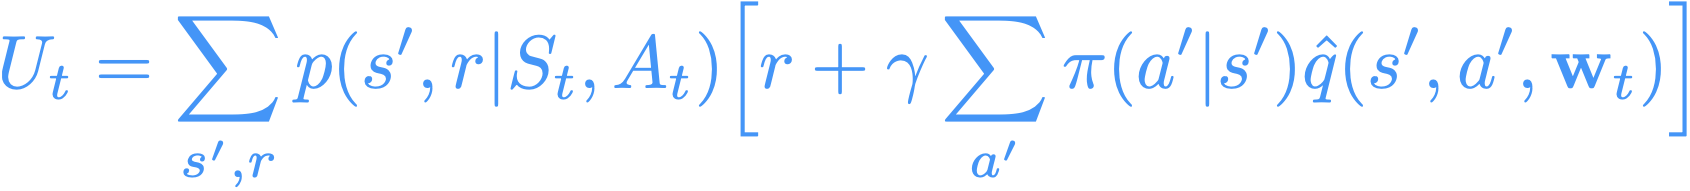 $U_t = \sum_{s',r} p(s', r|S_t, A_t) \left[ r + \gamma \sum_{a'} \pi(a'|s') \hat{q}(s', a', \mathbf{w}_t) \right]$